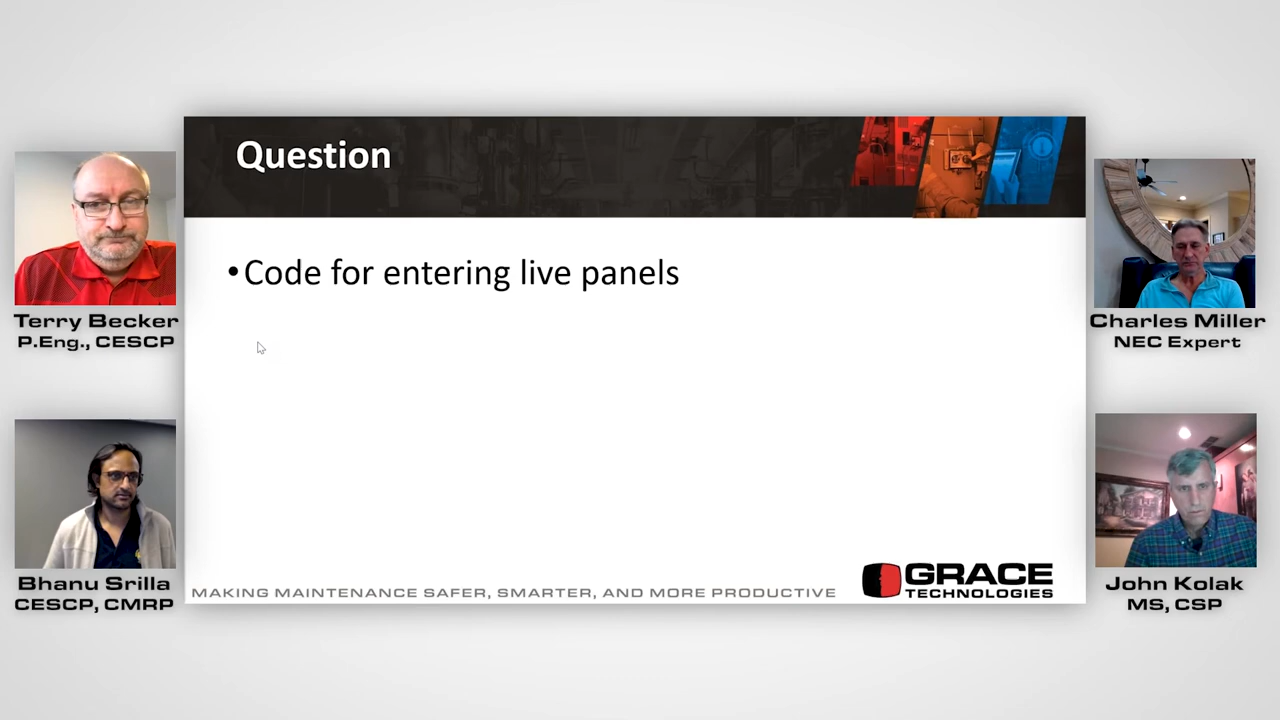 Question
•Code for entering live panels
Terry Becker
P.Eng., CESCP
Charles Miller
NEC Expert
Bhanu Srilla
CESCP, CMRP
John Kolak
MS, CSP
MAKING MAINTENANCE SAFER, SMARTER, AND MORE PRODUCTIVE
GRACE
TECHNOLOGIES